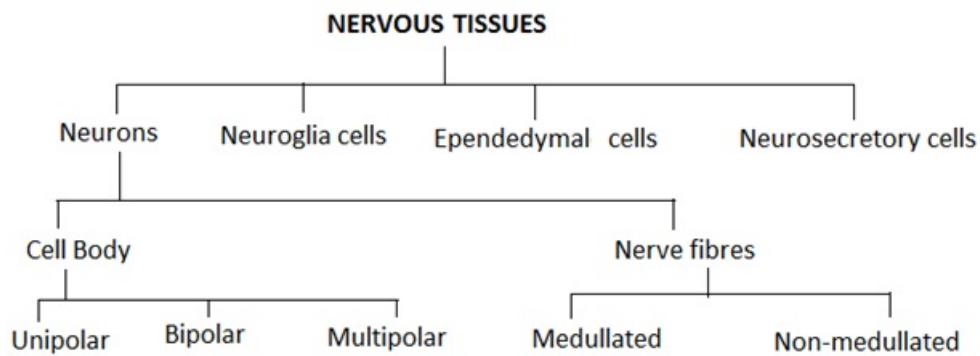 NERVOUS TISSUES
Neurons Neuroglia cells Ependedymal cells Neurosecretory cells
Cell Body Nerve fibres
Unipolar Bipolar Multipolar Medullated Non-medullated